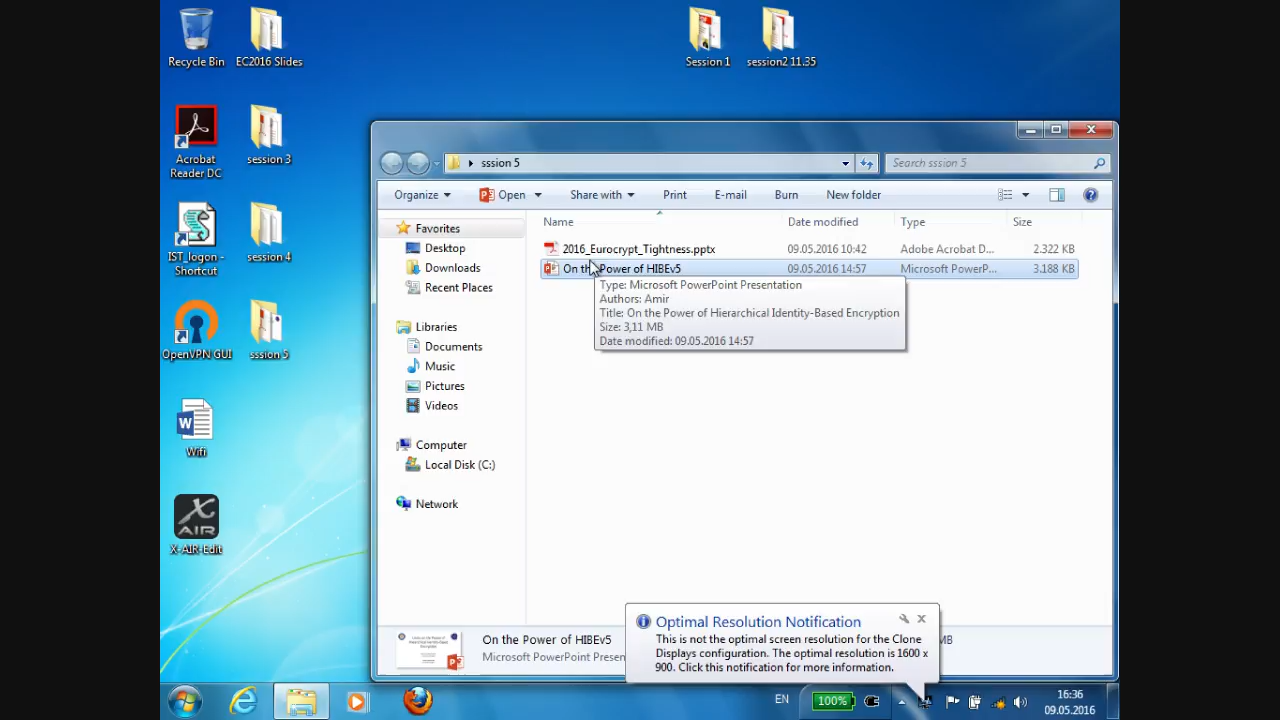 Recycle Bin
EC2016 Slides
Session 1
session2 11.35
Acrobat
Reader DC
session 3
IST_logon -
Shortcut
session 4
OpenVPN GUI
sssion 5
Wifi
X-AIR-Edit
X
AIR
sssion 5
Search sssion 5
Organize
Open
Share with
Print
E-mail
Burn
New folder
Favorites
Desktop
Downloads
Recent Places
Libraries
Documents
Music
Pictures
Videos
Computer
Local Disk (C:)
Network
Name
Date modified
Type
Size
2016_Eurocrypt_Tightness.pptx
09.05.2016 10:42
Adobe Acrobat D...
2.322 KB
On the Power of HIBEv5
09.05.2016 14:57
Microsoft PowerP...
3.188 KB
Type: Microsoft PowerPoint Presentation
Authors: Amir
Title: On the Power of Hierarchical Identity-Based Encryption
Size: 3,11 MB
Date modified: 09.05.2016 14:57
On the Power of HIBEv5
Microsoft PowerPoint Presen
MB
Optimal Resolution Notification
This is not the optimal screen resolution for the Clone
Displays configuration. The optimal resolution is 1600 x
900. Click this notification for more information.
EN
100%
16:36
09.05.2016